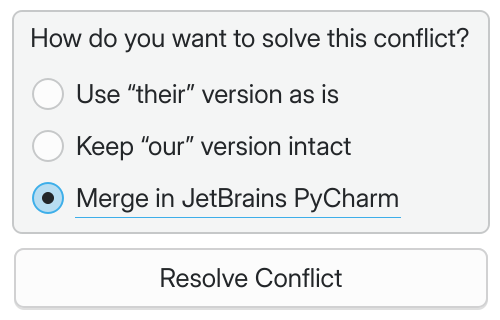 How do you want to solve this conflict?
Use “their” version as is
Keep “our” version intact
Merge in JetBrains PyCharm
Resolve Conflict